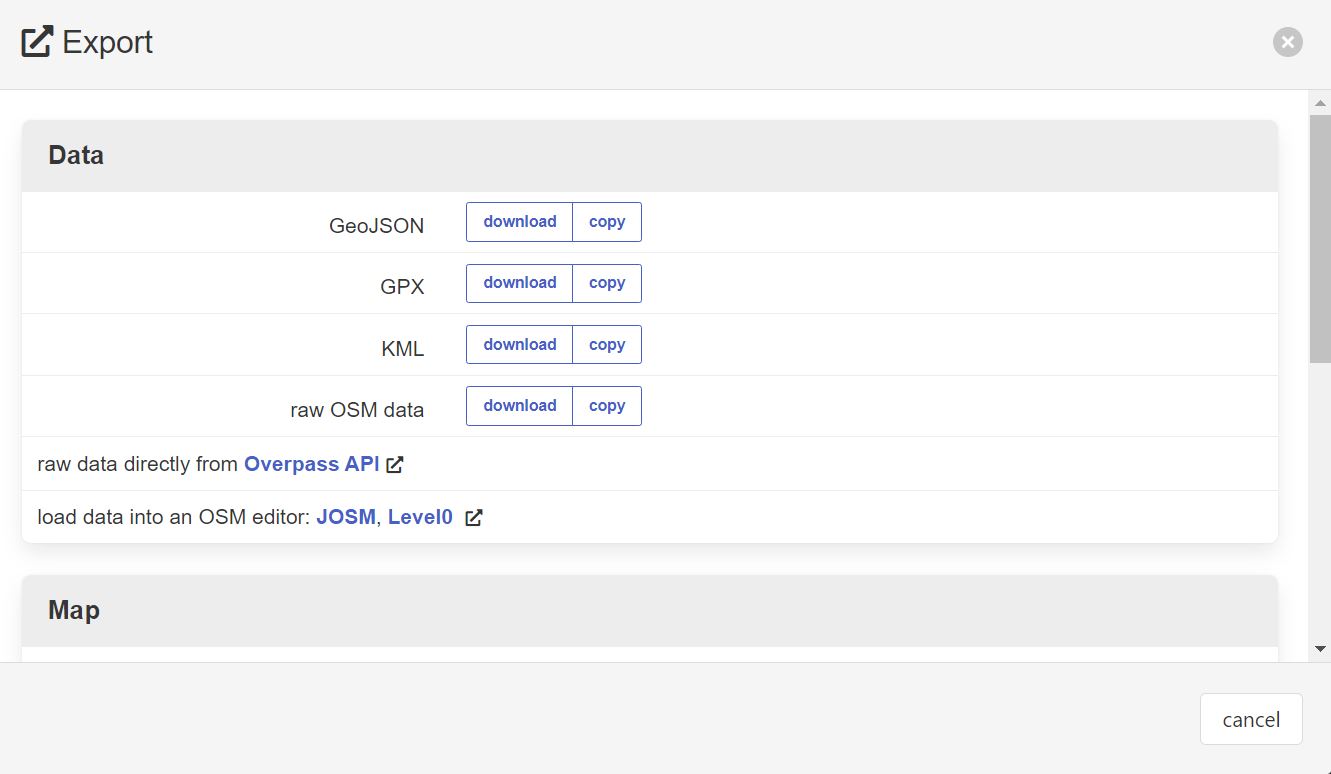 Export
Data
GeoJSON download copy
GPX download copy
KML download copy
raw OSM data download copy
raw data directly from Overpass API
load data into an OSM editor: JOSM, Level0
Map
cancel